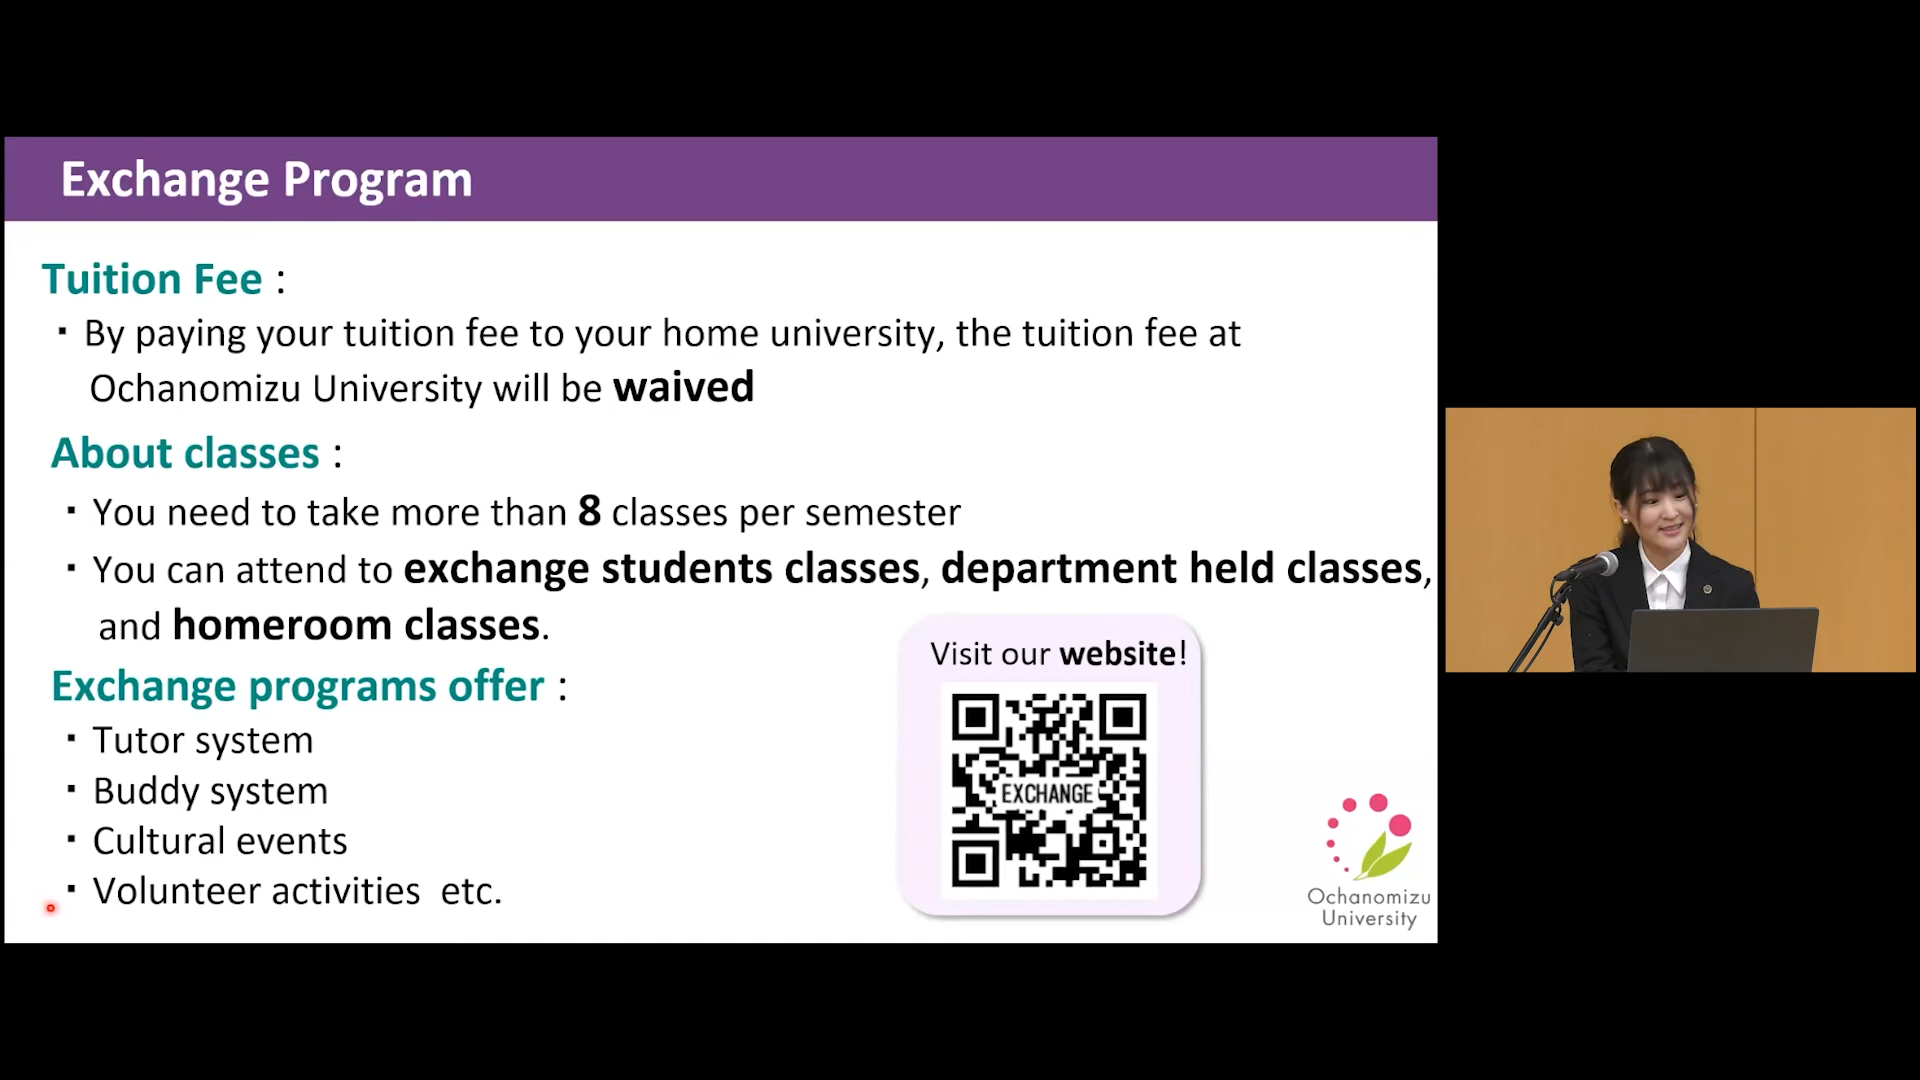 Exchange Program
Tuition Fee :
・By paying your tuition fee to your home university, the tuition fee at
Ochanomizu University will be waived
About classes :
・You need to take more than 8 classes per semester
・You can attend to exchange students classes, department held classes,
and homeroom classes.
Exchange programs offer :
・Tutor system
・Buddy system
・Cultural events
・Volunteer activities  etc.
Visit our website!
EXCHANGE
Ochanomizu
University